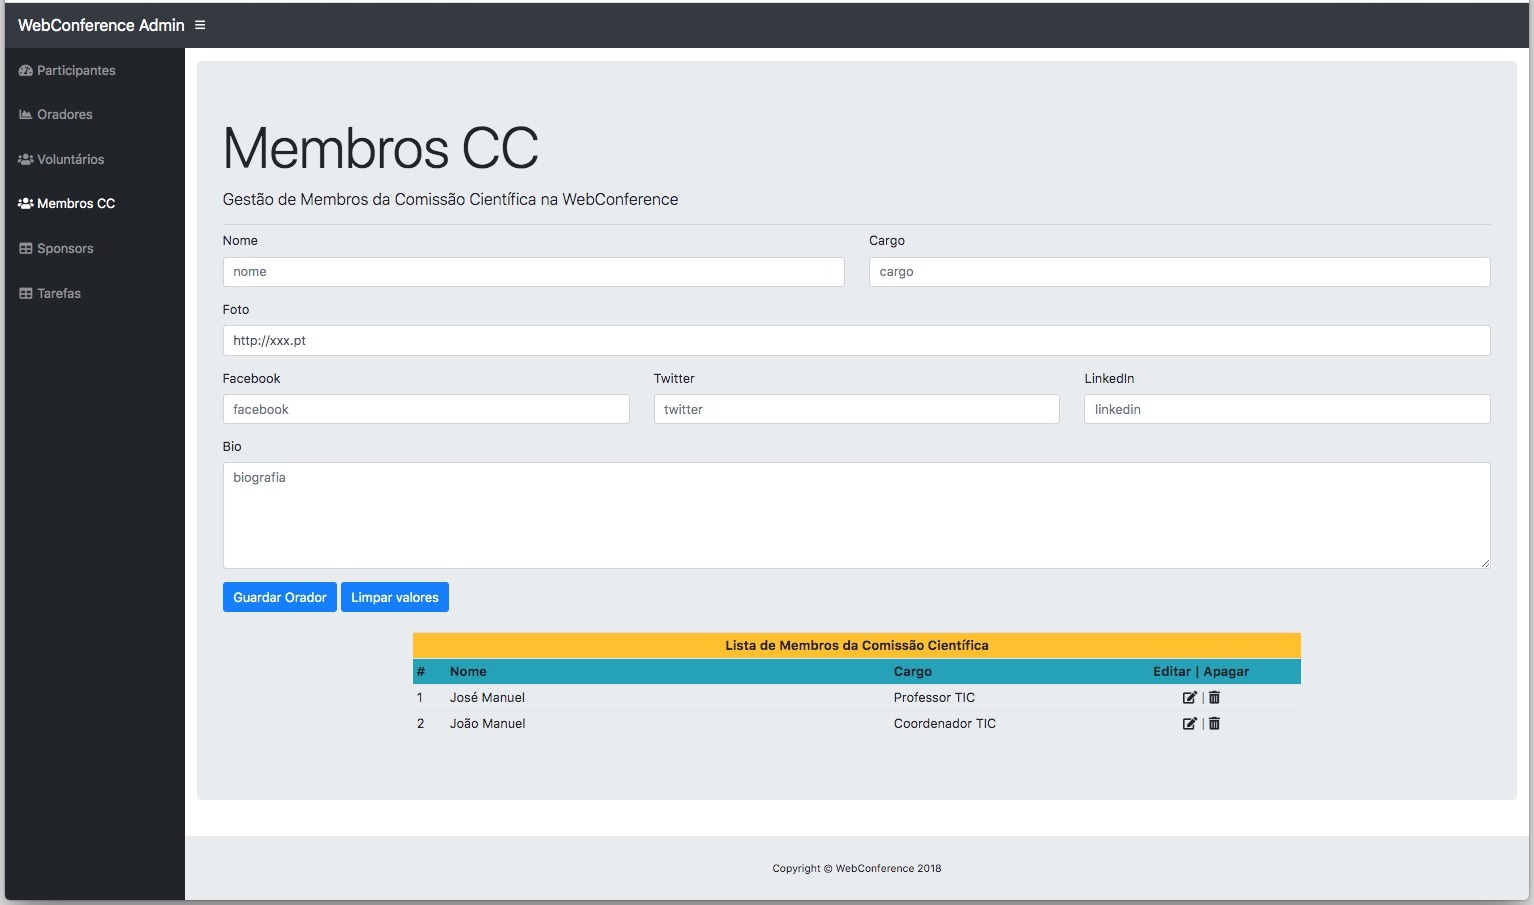 WebConference Admin
Participantes
Oradores
Voluntários
Membros CC
Sponsors
Tarefas
Membros CC
Gestão de Membros da Comissão Científica na WebConference
Nome Cargo
nome cargo
Foto
http://xxx.pt
Facebook Twitter LinkedIn
facebook twitter linkedin
Bio
biografia
Guardar Orador Limpar valores
Lista de Membros da Comissão Científica
# Nome Cargo Editar | Apagar
1 José Manuel Professor TIC |
2 João Manuel Coordenador TIC |
Copyright © WebConference 2018